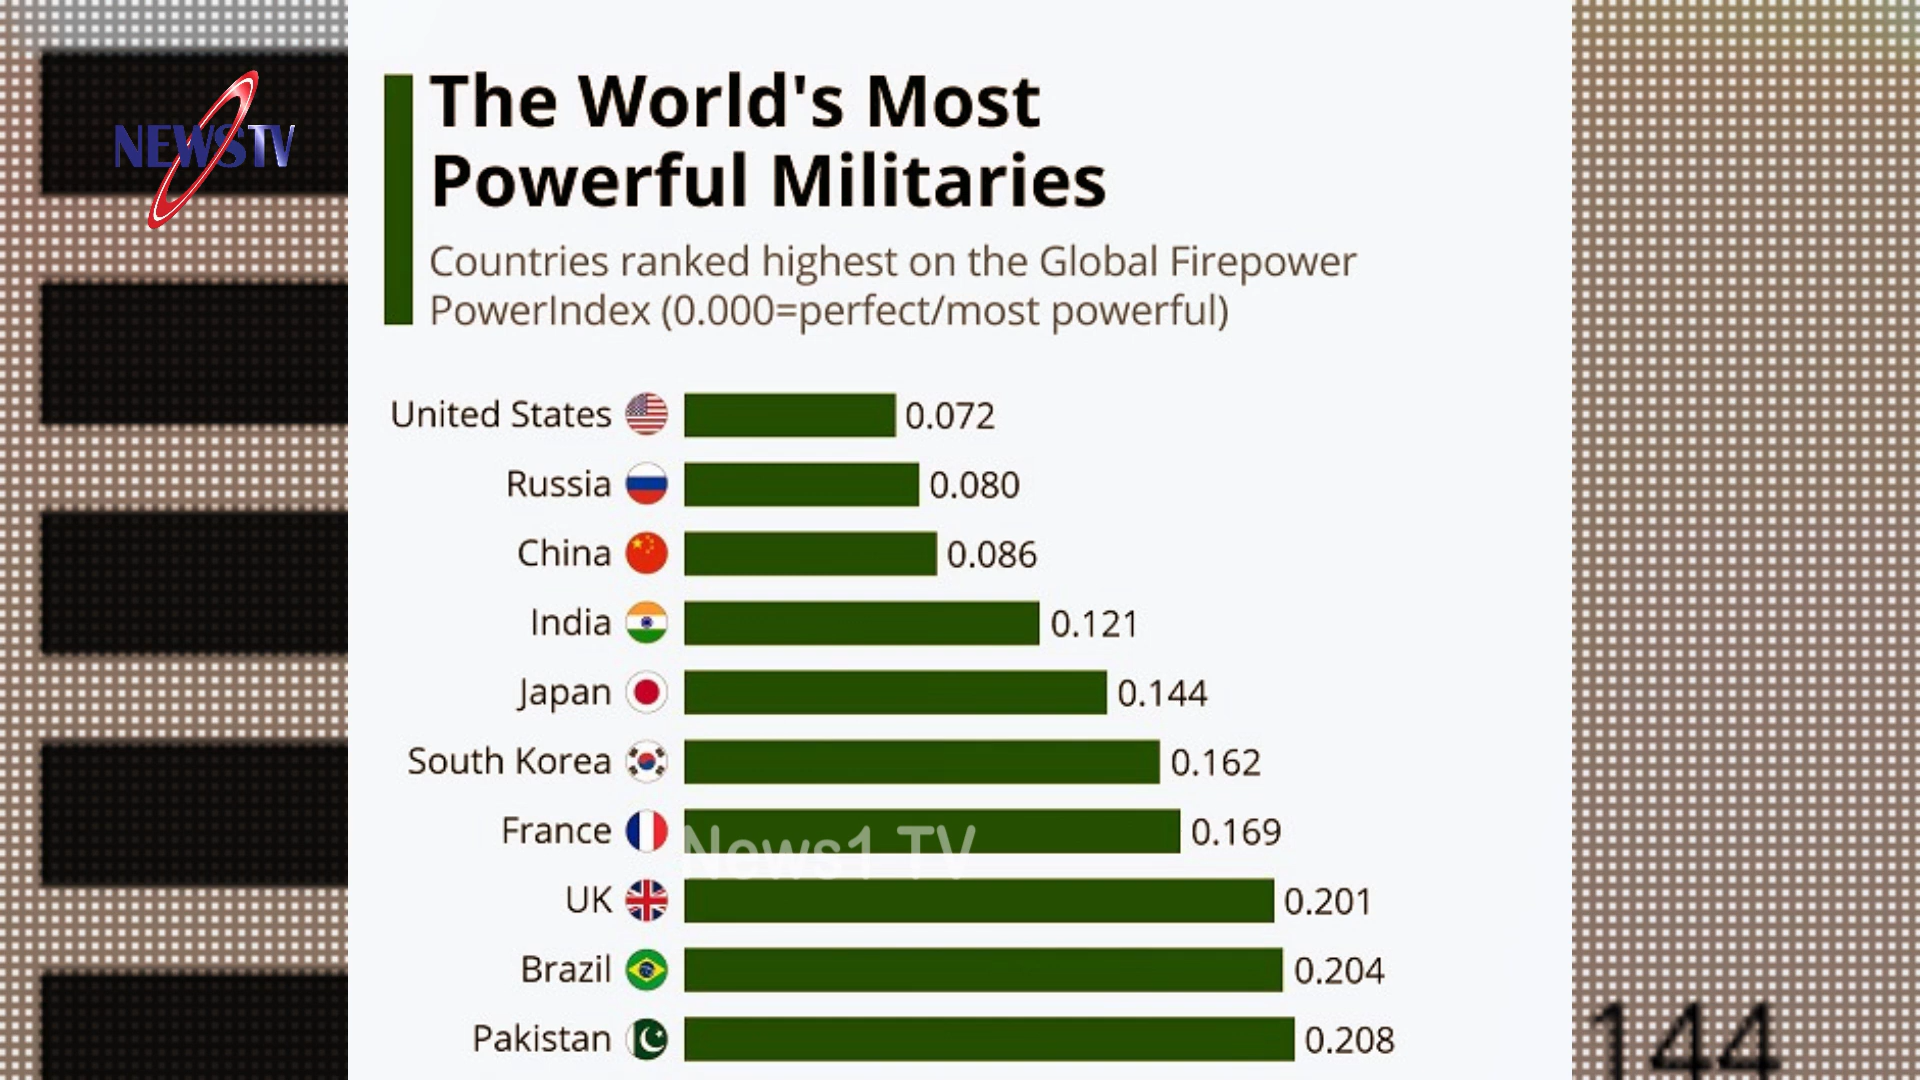 NEWSTV
The World's Most
Powerful Militaries
Countries ranked highest on the Global Firepower
PowerIndex (0.000=perfect/most powerful)
United States 0.072
Russia 0.080
China 0.086
India 0.121
Japan 0.144
South Korea 0.162
France 0.169
News1 TV
UK 0.201
Brazil 0.204
Pakistan 0.208
144